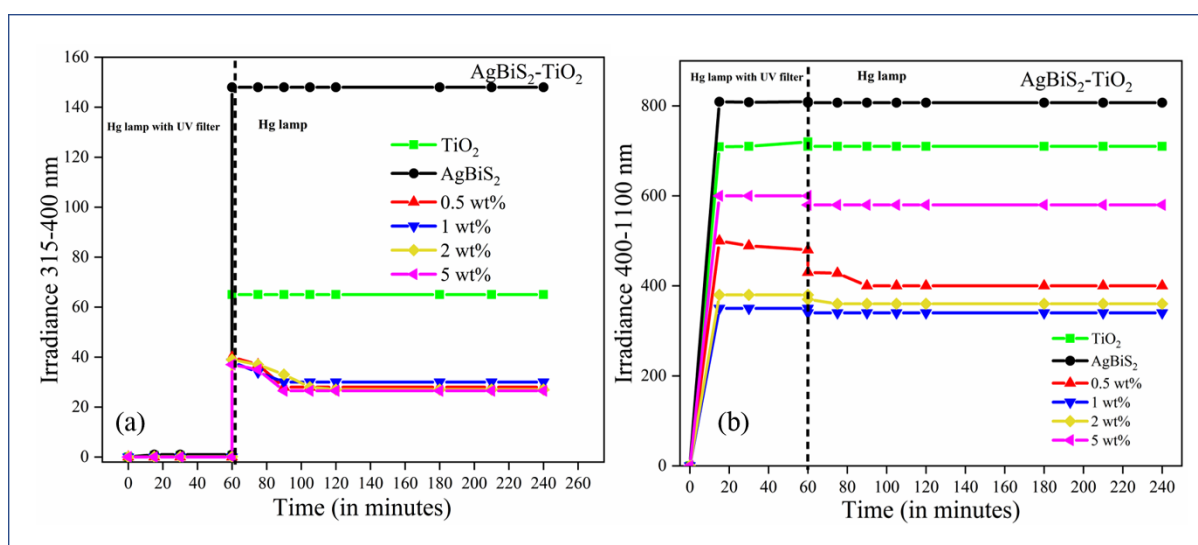 AgBiS₂-TiO₂
Hg lamp with UV filter
Hg lamp
TiO₂
AgBiS₂
0.5 wt%
1 wt%
2 wt%
5 wt%
(a)
Irradiance 315-400 nm
160
140
120
100
80
60
40
20
0
0 20 40 60 80 100 120 140 160 180 200 220 240 260
Time (in minutes)
Hg lamp with UV filter
Hg lamp
AgBiS₂-TiO₂
TiO₂
AgBiS₂
0.5 wt%
1 wt%
2 wt%
5 wt%
(b)
Irradiance 400-1100 nm
800
600
400
200
0
0 20 40 60 80 100 120 140 160 180 200 220 240
Time (in minutes)